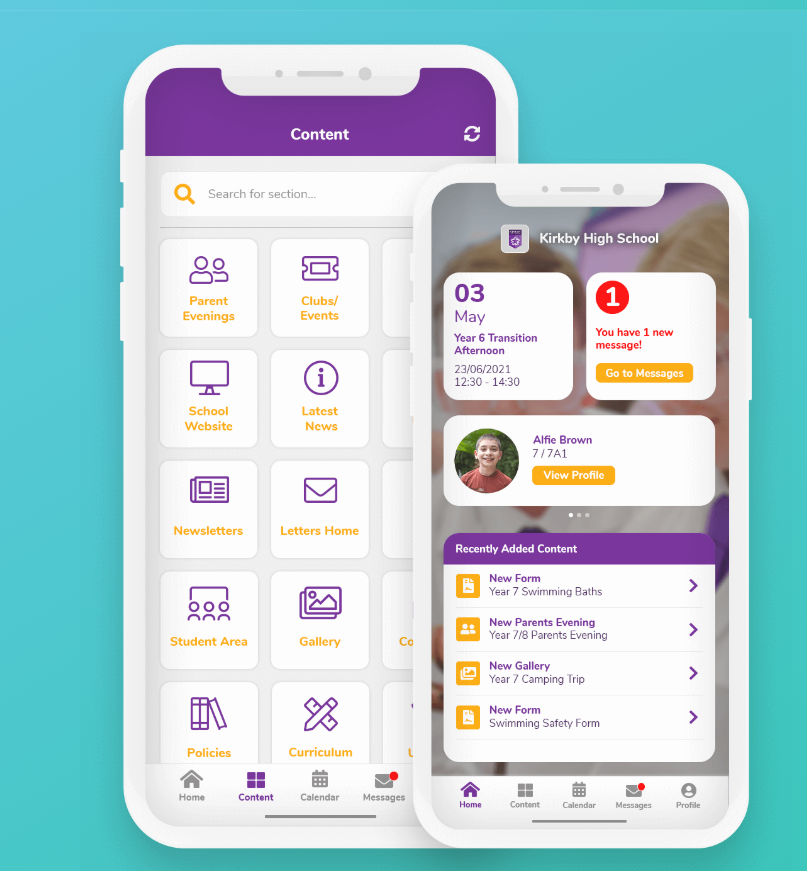 Content
Search for section...
Parent
Evenings
Clubs/
Events
School
Website
Latest
News
Newsletters
Letters Home
Student Area
Gallery
Co
Policies
Curriculum
Home
Content
Calendar
Messages
Kirkby High School
03
May
Year 6 Transition
Afternoon
23/06/2021
12:30 - 14:30
1
You have 1 new
message!
Go to Messages
Alfie Brown
7 / 7A1
View Profile
Recently Added Content
New Form
Year 7 Swimming Baths
New Parents Evening
Year 7/8 Parents Evening
New Gallery
Year 7 Camping Trip
New Form
Swimming Safety Form
Home
Content
Calendar
Messages
Profile